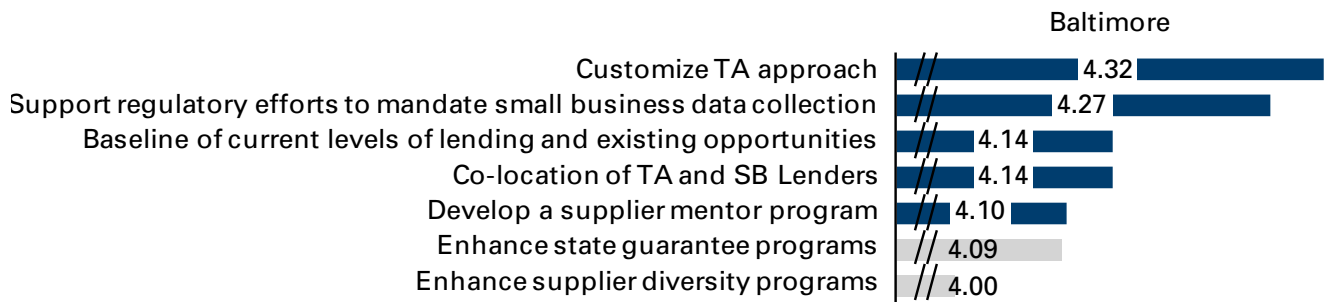 Baltimore
Customize TA approach 4.32
Support regulatory efforts to mandate small business data collection 4.27
Baseline of current levels of lending and existing opportunities 4.14
Co-location of TA and SB Lenders 4.14
Develop a supplier mentor program 4.10
Enhance state guarantee programs 4.09
Enhance supplier diversity programs 4.00